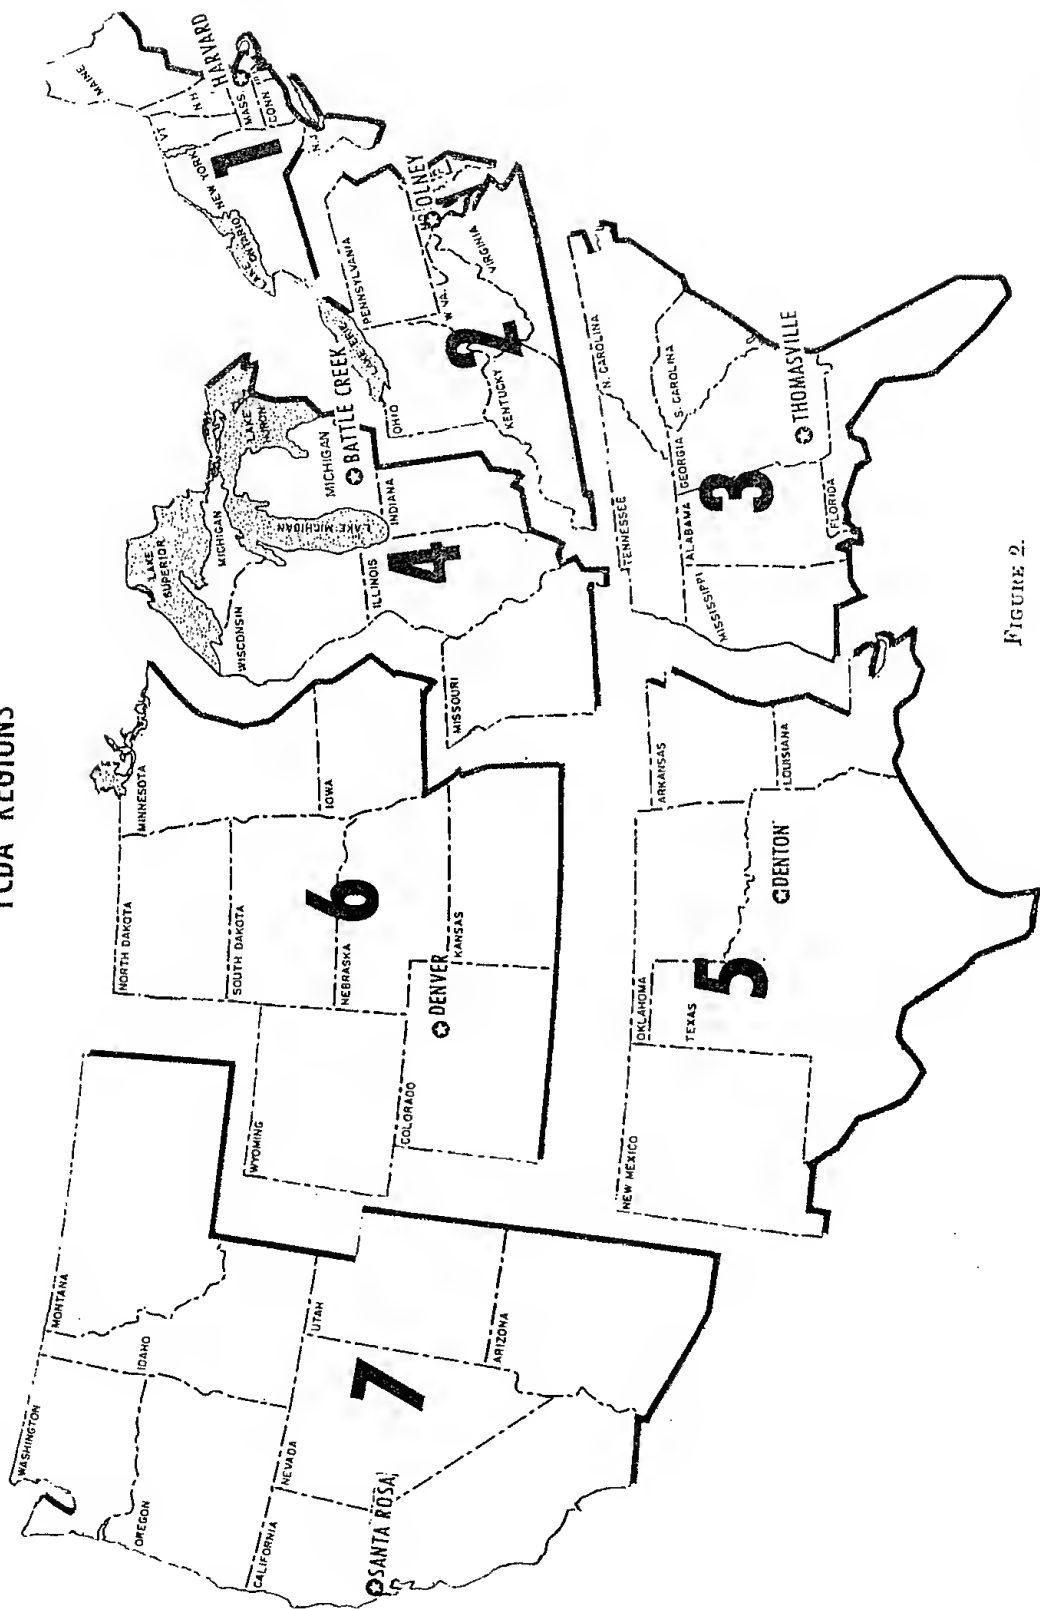 FCDA REGIONS
WASHINGTON
MONTANA
OREGON
IDAHO
CALIFORNIA
NEVADA
UTAH
ARIZONA
SANTA ROSA
7
NORTH DAKOTA
MINNESOTA
SOUTH DAKOTA
WYOMING
NEBRASKA
IOWA
COLORADO
KANSAS
DENVER
6
NEW MEXICO
OKLAHOMA
TEXAS
ARKANSAS
LOUISIANA
DENTON
5
LAKE
SUPERIOR
MICHIGAN
WISCONSIN
LAKE MICHIGAN
LAKE
HURON
MICHIGAN
BATTLE CREEK
ILLINOIS
INDIANA
MISSOURI
4
TENNESSEE
N. CAROLINA
S. CAROLINA
MISSISSIPPI
ALABAMA
GEORGIA
FLORIDA
THOMASVILLE
3
LAKE ERIE
OHIO
PENNSYLVANIA
W VA.
VIRGINIA
KENTUCKY
OLNEY
2
MAINE
VT
N.H.
MASS.
CONN
NEW YORK
LAKE ONTARIO
N.J.
HARVARD
1
FIGURE 2.